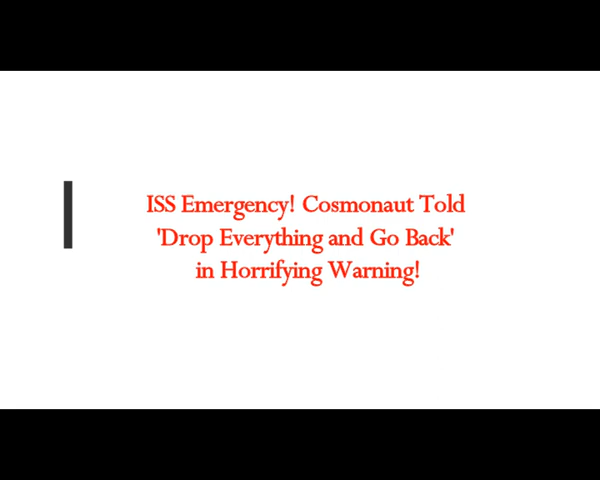 ISS Emergency! Cosmonaut Told
'Drop Everything and Go Back'
in Horrifying Warning!